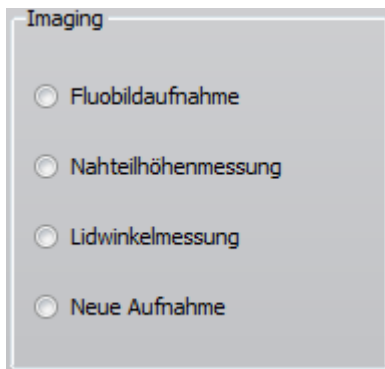 Imaging
Fluobildaufnahme
Nahteilhöhenmessung
Lidwinkelmessung
Neue Aufnahme